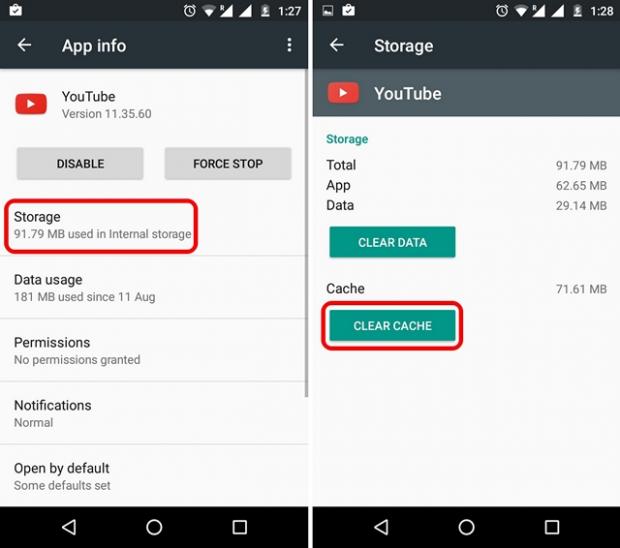 1:27
App info
YouTube
Version 11.35.60
DISABLE
FORCE STOP
Storage
91.79 MB used in Internal storage
Data usage
181 MB used since 11 Aug
Permissions
No permissions granted
Notifications
Normal
Open by default
Some defaults set
R 1:28
Storage
YouTube
Storage
Total 91.79 MB
App 62.65 MB
Data 29.14 MB
CLEAR DATA
Cache 71.61 MB
CLEAR CACHE